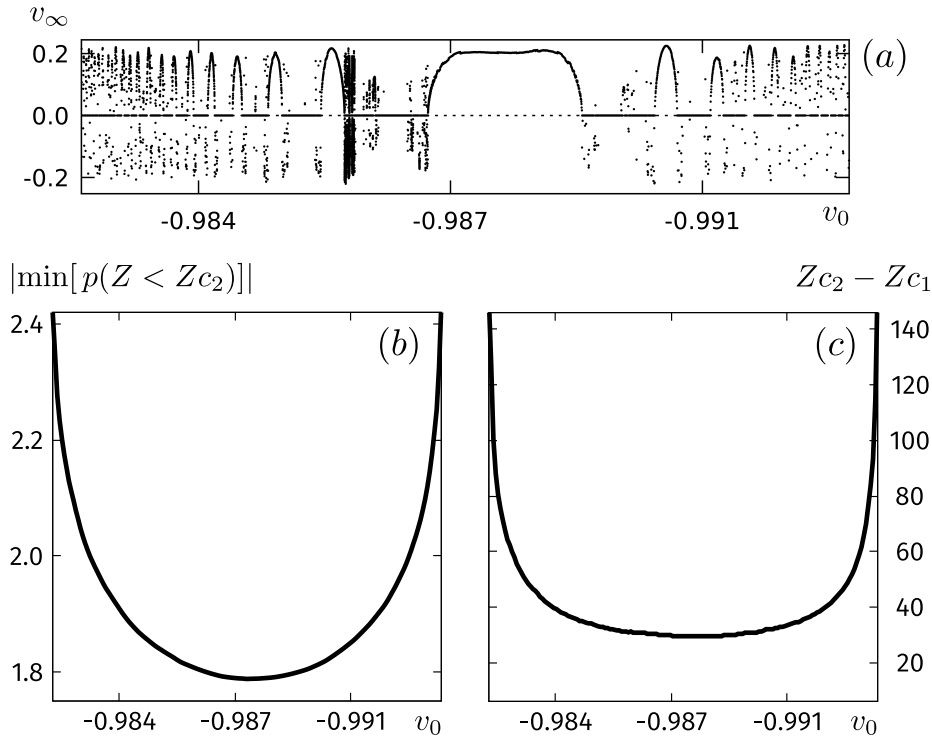 v∞
0.2
0.0
-0.2
(a)
-0.984 -0.987 -0.991 v0
|min[p(Z < Zc2)]|
2.4
2.2
2.0
1.8
(b)
-0.984 -0.987 -0.991 v0
Zc2 − Zc1
(c)
140
120
100
80
60
40
20
-0.984 -0.987 -0.991 v0